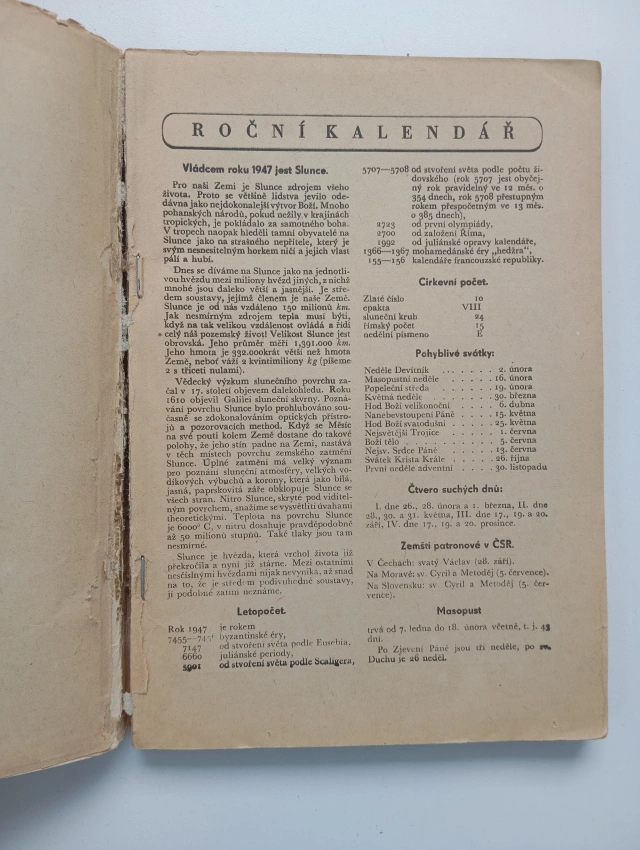 ROČNÍ KALENDÁŘ
Vládcem roku 1947 jest Slunce.
Pro naši Zemi je Slunce zdrojem všeho
života. Proto se většině lidstva jevilo ode-
dávna jako nejdokonalejší výtvor Boží. Mnoho
pohanských národů, pokud nežily v krajinách
tropických, je pokládalo za samotného boha.
V tropech naopak hleděli tamní obyvatelé na
Slunce jako na strašného nepřítele, který je
svým nesnesitelným horkem ničí a jejich vlast
pálí a hubí.
Dnes se díváme na Slunce jako na jednotli-
vou hvězdu mezi miliony hvězd jiných, z nichž
mnohé jsou daleko větší a jasnější. Je stře-
dem soustavy, jejímž členem je naše Země.
Slunce je od nás vzdáleno 150 milionů km.
Jak nesmírným zdrojem tepla musí býti,
když na tak velikou vzdálenost ovládá a řídí
celý náš pozemský život! Velikost Slunce jest
obrovská. Jeho průměr měří 1,391.000 km.
Jeho hmota je 332.000krát větší než hmota
Země, neboť váží 2 kvintimiliony kg (píšeme
2 s třiceti nulami).
Vědecký výzkum slunečního povrchu za-
čal v 17. století objevem dalekohledu. Roku
1610 objevil Galilei sluneční skvrny. Pozná-
vání povrchu Slunce bylo prohlubováno sou-
časně se zdokonalováním optických přístro-
jů a pozorovacích method. Když se Měsíc
na své pouti kolem Země dostane do takové
polohy, že jeho stín padne na Zemi, nastává
v těch místech povrchu zemského zatmění
Slunce. Úplné zatmění má velký význam
pro poznání sluneční atmosféry, velkých vo-
díkových výbuchů a korony, která jako bílá,
jasná, paprskovitá záře obklopuje Slunce se
všech stran. Nitro Slunce, skryté pod viditel-
ným povrchem, snažíme se vysvětliti úvahami
theoretickými. Teplota na povrchu Slunce
je 6000° C, v nitru dosahuje pravděpodobně
až 50 milionů stupňů. Také tlaky jsou tam
nesmírné.
Slunce je hvězda, která vrchol života již
překročila a nyní již stárne. Mezi ostatními
nesčíslnými hvězdami nijak nevyniká, až snad
na to, že je středem podivuhodné soustavy,
jíž podobné zatím neznáme.
Letopočet.
Rok 1947 je rokem
7455—7456 byzantinské éry,
7147 od stvoření světa podle Eusebia,
6660 juliánské periody,
5901 od stvoření světa podle Scaligera,
5707—5708 od stvoření světa podle počtu ži-
dovského (rok 5707 jest obyčej-
ný rok pravidelný ve 12 měs. o
354 dnech, rok 5708 přestupným
rokem přespočetným ve 13 měs.
o 385 dnech),
2723 od první olympiády,
2700 od založení Říma,
1992 od juliánské opravy kalendáře,
1366—1367 mohamedánské éry „hedžra”,
155—156 kalendáře francouzské republiky.
Církevní počet.
Zlaté číslo 10
epakta VIII
sluneční kruh 24
římský počet 15
nedělní písmeno E
Pohyblivé svátky:
Neděle Devítník . . . . . . 2. února
Masopustní neděle . . . . . 16. února
Popeleční středa . . . . . . 19. února
Květná neděle . . . . . . . 30. března
Hod Boží velikonoční . . . . 6. dubna
Nanebevstoupení Páně . . . 15. května
Hod Boží svatodušní . . . . 25. května
Nejsvětější Trojice . . . . . 1. června
Boží tělo . . . . . . . . . 5. června
Nejsv. Srdce Páně . . . . . 13. června
Svátek Krista Krále . . . . 26 října
První neděle adventní . . . . 30. listopadu
Čtvero suchých dnů:
I. dne 26., 28. února a 1. března, II. dne
28., 30. a 31. května, III. dne 17., 19. a 20.
září, IV. dne 17., 19. a 20. prosince.
Zemští patronové v ČSR.
V Čechách: svatý Václav (28. září).
Na Moravě: sv. Cyril a Metoděj (5. července).
Na Slovensku: sv. Cyril a Metoděj (5. čer-
vence).
Masopust
trvá od 7. ledna do 18. února včetně, t. j. 43
dní.
Po Zjevení Páně jsou tři neděle, po sv.
Duchu je 26 neděl.